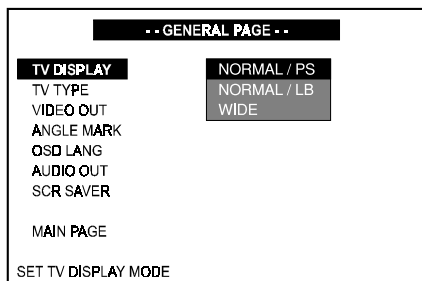 - - GENERAL PAGE - -
TV DISPLAY NORMAL / PS
TV TYPE NORMAL / LB
VIDEO OUT WIDE
ANGLE MARK
OSD LANG
AUDIO OUT
SCR SAVER
MAIN PAGE
SET TV DISPLAY MODE